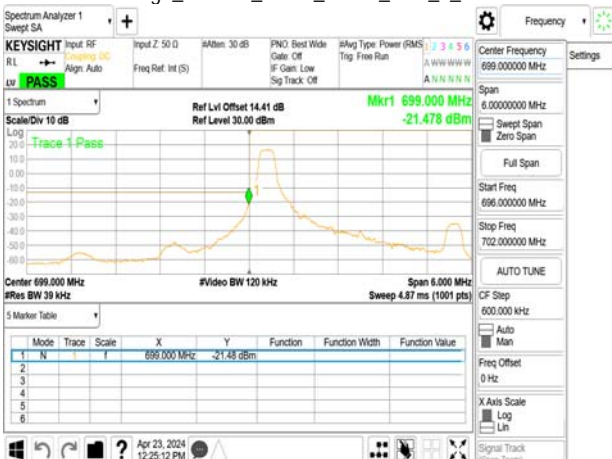 Spectrum Analyzer 1
Swept SA
Frequency
KEYSIGHT
RL
PASS
Input: RF
Coupling: DC
Align: Auto
Input Z: 50 Ω
Freq Ref: Int (S)
#Atten: 30 dB
PNO: Best Wide
Gate: Off
IF Gain: Low
Sig Track: Off
#Avg Type: Power (RMS
Trig: Free Run
1 2 3 4 5 6
A W W W W W
A N N N N N
1 Spectrum
Scale/Div 10 dB
Ref Lvl Offset 14.41 dB
Ref Level 30.00 dBm
Mkr1 699.000 MHz
-21.478 dBm
Log
Trace 1 Pass
20.0
10.0
0.00
-10.0
-20.0
-30.0
-40.0
-50.0
-60.0
1
Center 699.000 MHz
#Res BW 39 kHz
#Video BW 120 kHz
Span 6.000 MHz
Sweep 4.87 ms (1001 pts)
5 Marker Table
Mode Trace Scale X Y Function Function Width Function Value
1 N 1 f 699.000 MHz -21.48 dBm
2
3
4
5
6
Apr 23, 2024
12:25:12 PM
Center Frequency
699.000000 MHz
Settings
Span
6.00000000 MHz
Swept Span
Zero Span
Full Span
Start Freq
696.000000 MHz
Stop Freq
702.000000 MHz
AUTO TUNE
CF Step
600.000 kHz
Auto
Man
Freq Offset
0 Hz
X Axis Scale
Log
Lin
Signal Track